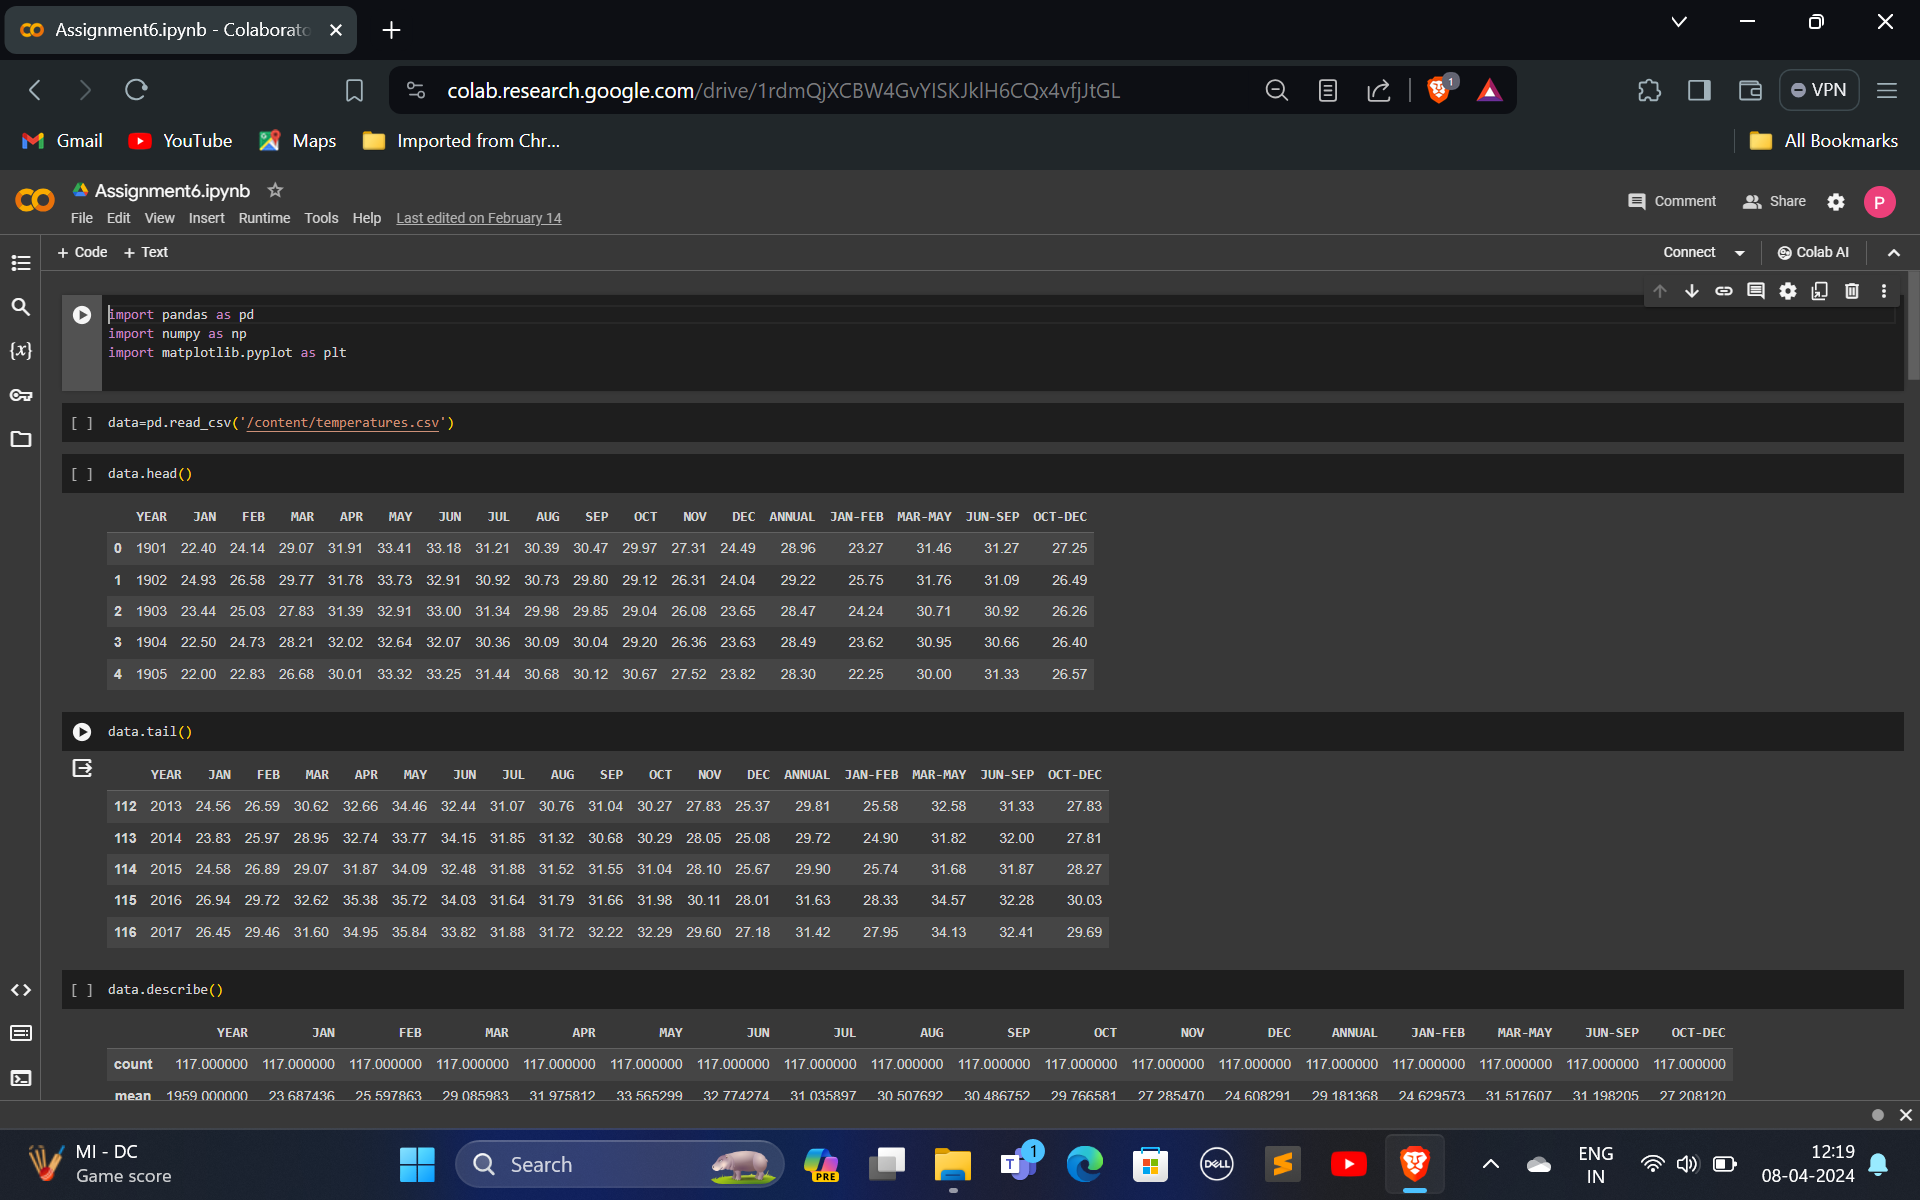 Assignment6.ipynb - Colaborato
colab.research.google.com/drive/1rdmQjXCBW4GvYISKJklH6CQx4vfjJtGL
1
VPN
Gmail YouTube Maps Imported from Chr... All Bookmarks
Assignment6.ipynb
Comment Share P
File Edit View Insert Runtime Tools Help Last edited on February 14
+ Code + Text Connect Colab AI
import pandas as pd
import numpy as np
import matplotlib.pyplot as plt
[ ] data=pd.read_csv('/content/temperatures.csv')
[ ] data.head()
YEAR JAN FEB MAR APR MAY JUN JUL AUG SEP OCT NOV DEC ANNUAL JAN-FEB MAR-MAY JUN-SEP OCT-DEC
0 1901 22.40 24.14 29.07 31.91 33.41 33.18 31.21 30.39 30.47 29.97 27.31 24.49 28.96 23.27 31.46 31.27 27.25
1 1902 24.93 26.58 29.77 31.78 33.73 32.91 30.92 30.73 29.80 29.12 26.31 24.04 29.22 25.75 31.76 31.09 26.49
2 1903 23.44 25.03 27.83 31.39 32.91 33.00 31.34 29.98 29.85 29.04 26.08 23.65 28.47 24.24 30.71 30.92 26.26
3 1904 22.50 24.73 28.21 32.02 32.64 32.07 30.36 30.09 30.04 29.20 26.36 23.63 28.49 23.62 30.95 30.66 26.40
4 1905 22.00 22.83 26.68 30.01 33.32 33.25 31.44 30.68 30.12 30.67 27.52 23.82 28.30 22.25 30.00 31.33 26.57
data.tail()
YEAR JAN FEB MAR APR MAY JUN JUL AUG SEP OCT NOV DEC ANNUAL JAN-FEB MAR-MAY JUN-SEP OCT-DEC
112 2013 24.56 26.59 30.62 32.66 34.46 32.44 31.07 30.76 31.04 30.27 27.83 25.37 29.81 25.58 32.58 31.33 27.83
113 2014 23.83 25.97 28.95 32.74 33.77 34.15 31.85 31.32 30.68 30.29 28.05 25.08 29.72 24.90 31.82 32.00 27.81
114 2015 24.58 26.89 29.07 31.87 34.09 32.48 31.88 31.52 31.55 31.04 28.10 25.67 29.90 25.74 31.68 31.87 28.27
115 2016 26.94 29.72 32.62 35.38 35.72 34.03 31.64 31.79 31.66 31.98 30.11 28.01 31.63 28.33 34.57 32.28 30.03
116 2017 26.45 29.46 31.60 34.95 35.84 33.82 31.88 31.72 32.22 32.29 29.60 27.18 31.42 27.95 34.13 32.41 29.69
[ ] data.describe()
YEAR JAN FEB MAR APR MAY JUN JUL AUG SEP OCT NOV DEC ANNUAL JAN-FEB MAR-MAY JUN-SEP OCT-DEC
count 117.000000 117.000000 117.000000 117.000000 117.000000 117.000000 117.000000 117.000000 117.000000 117.000000 117.000000 117.000000 117.000000 117.000000 117.000000 117.000000 117.000000 117.000000
mean 1959.000000 23.687436 25.597863 29.085983 31.975812 33.565299 32.774274 31.035897 30.507692 30.486752 29.766581 27.285470 24.608291 29.181368 24.629573 31.517607 31.198205 27.208120
MI - DC
Game score
Search
PRE
T 1
DELL
ENG
IN
12:19
08-04-2024